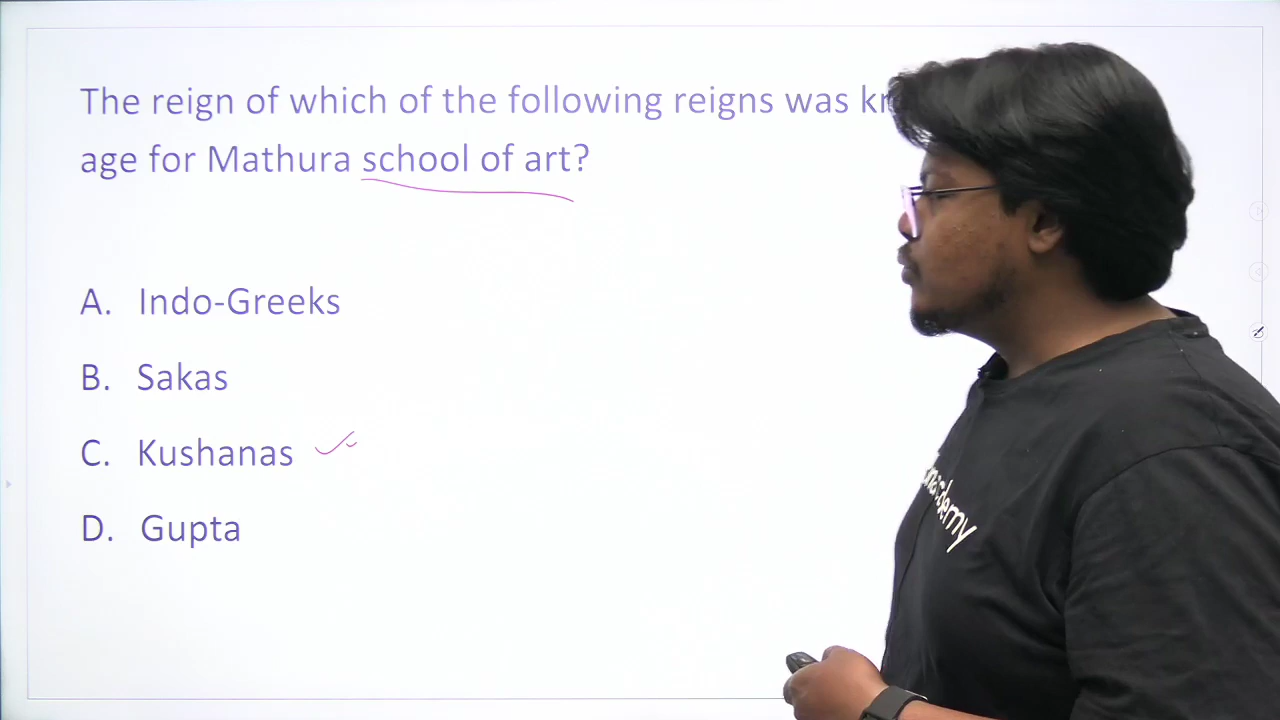 The reign of which of the following reigns was
age for Mathura school of art?
A. Indo-Greeks
B. Sakas
C. Kushanas
D. Gupta